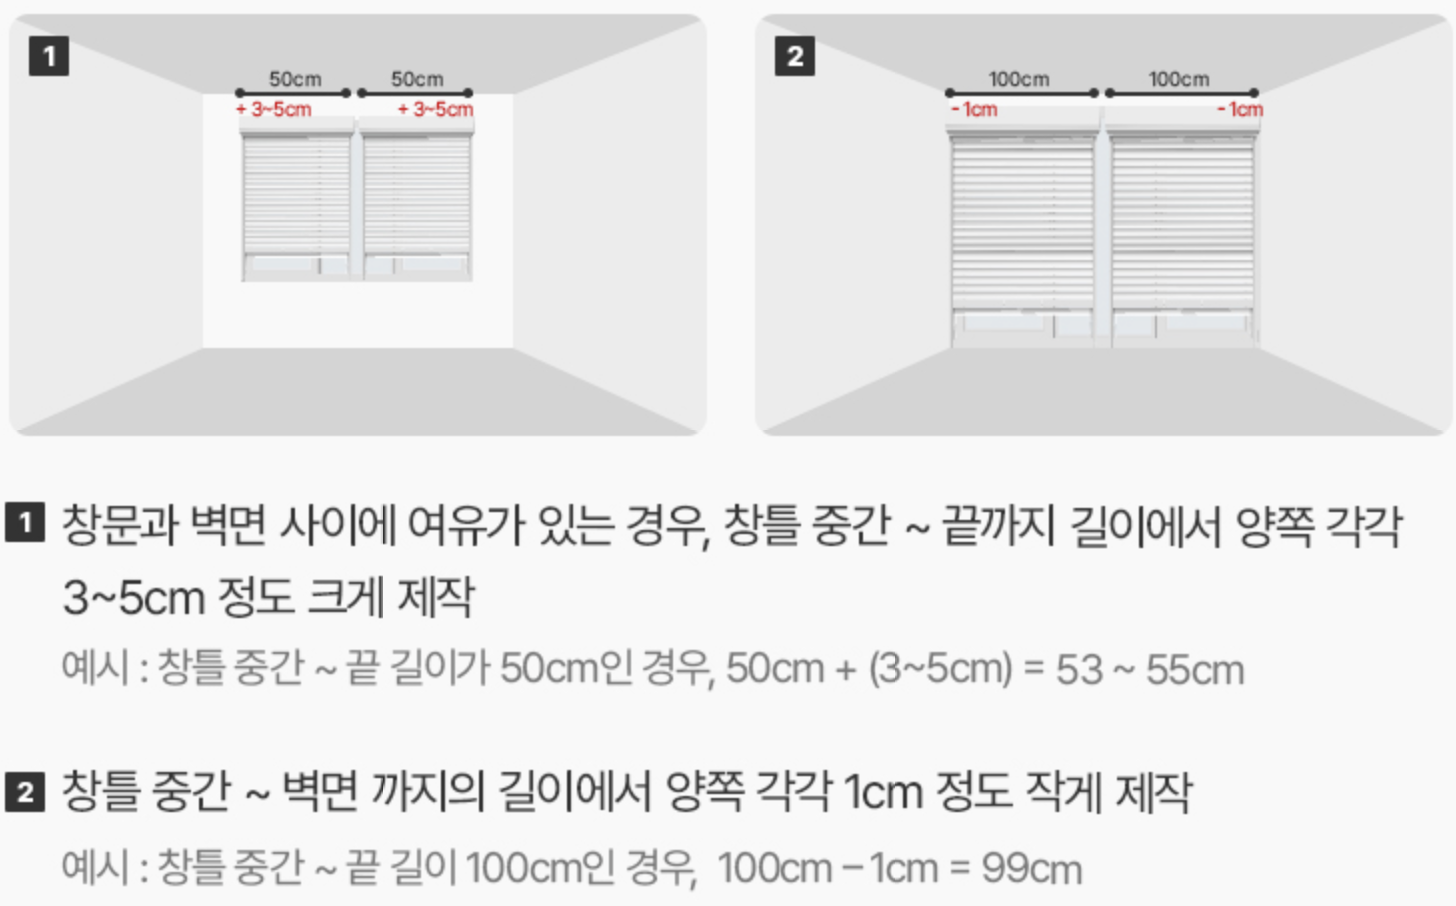 1
50cm 50cm
+ 3~5cm + 3~5cm
2
100cm 100cm
- 1cm - 1cm
1 창문과 벽면 사이에 여유가 있는 경우, 창틀 중간 ~ 끝까지 길이에서 양쪽 각각
3~5cm 정도 크게 제작
예시 : 창틀 중간 ~ 끝 길이가 50cm인 경우, 50cm + (3~5cm) = 53 ~ 55cm
2 창틀 중간 ~ 벽면 까지의 길이에서 양쪽 각각 1cm 정도 작게 제작
예시 : 창틀 중간 ~ 끝 길이 100cm인 경우, 100cm – 1cm = 99cm